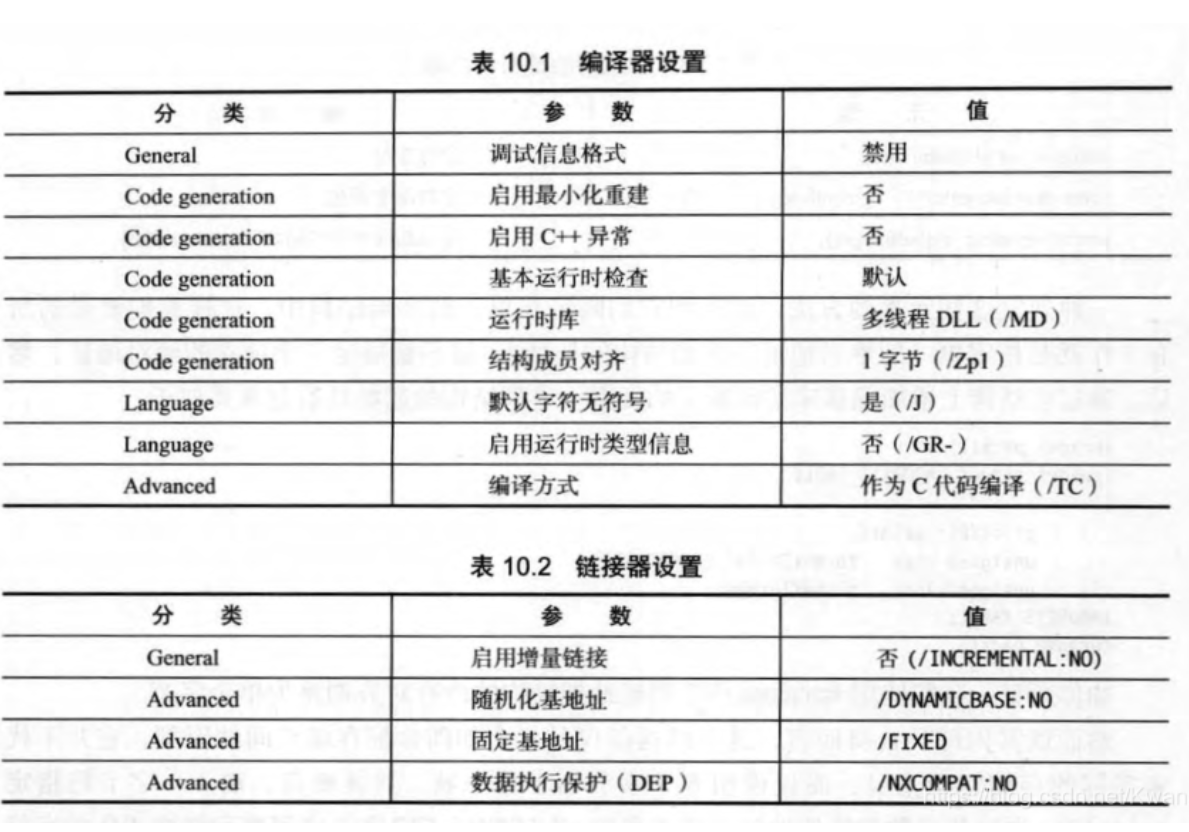 表 10.1 编译器设置
分 类 参 数 值
General 调试信息格式 禁用
Code generation 启用最小化重建 否
Code generation 启用 C++ 异常 否
Code generation 基本运行时检查 默认
Code generation 运行时库 多线程 DLL（/MD）
Code generation 结构成员对齐 1 字节（/Zp1）
Language 默认字符无符号 是（/J）
Language 启用运行时类型信息 否（/GR-）
Advanced 编译方式 作为 C 代码编译（/TC）
表 10.2 链接器设置
分 类 参 数 值
General 启用增量链接 否 (/INCREMENTAL:NO)
Advanced 随机化基地址 /DYNAMICBASE:NO
Advanced 固定基地址 /FIXED
Advanced 数据执行保护（DEP） /NXCOMPAT:NO
https://blog.csdn.net/Kwan